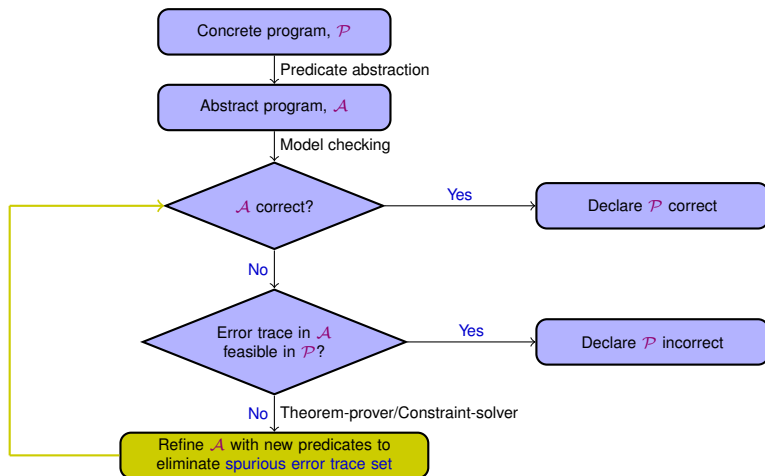 Concrete program, 𝒫
Predicate abstraction
Abstract program, 𝒜
Model checking
𝒜 correct?
Yes
Declare 𝒫 correct
No
Error trace in 𝒜
feasible in 𝒫?
Yes
Declare 𝒫 incorrect
No
Theorem-prover/Constraint-solver
Refine 𝒜 with new predicates to
eliminate spurious error trace set